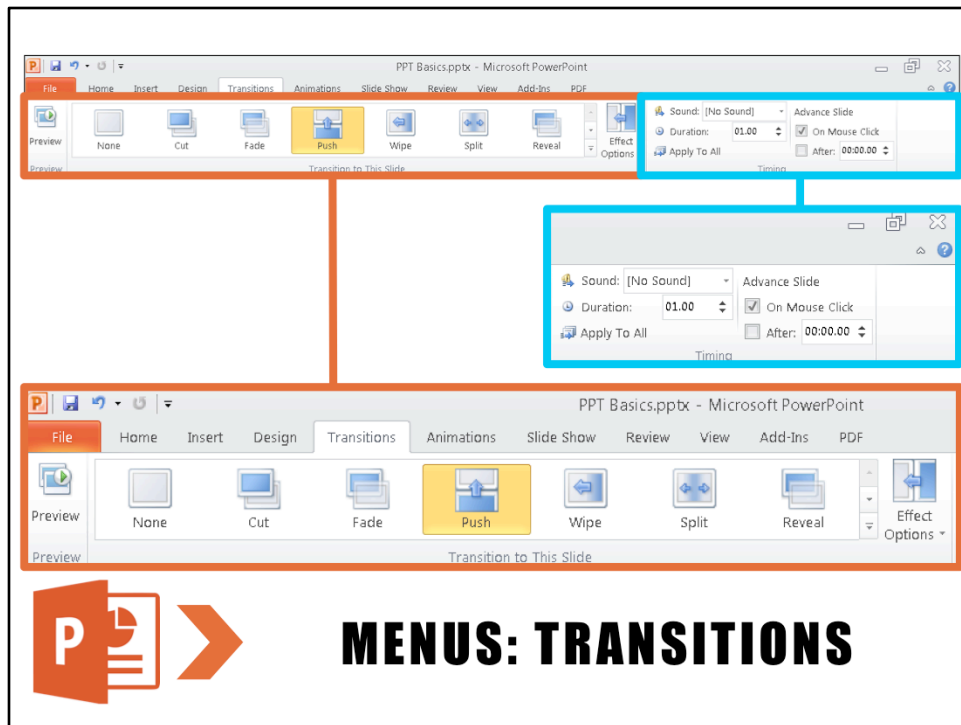 PPT Basics.pptx - Microsoft PowerPoint
File Home Insert Design Transitions Animations Slide Show Review View Add-Ins PDF
Preview None Cut Fade Push Wipe Split Reveal Effect Options
Sound: [No Sound] Advance Slide
Duration: 01.00 On Mouse Click
Apply To All After: 00:00.00
Preview Transition to This Slide Timing
Sound: [No Sound] Advance Slide
Duration: 01.00 On Mouse Click
Apply To All After: 00:00.00
Timing
PPT Basics.pptx - Microsoft PowerPoint
File Home Insert Design Transitions Animations Slide Show Review View Add-Ins PDF
Preview None Cut Fade Push Wipe Split Reveal Effect
Options
Preview Transition to This Slide
P
MENUS: TRANSITIONS